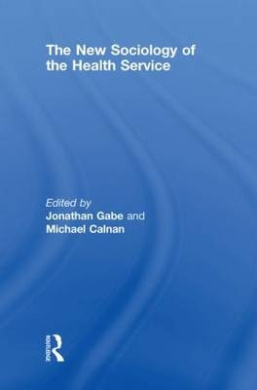 The New Sociology of
the Health Service
Edited by
Jonathan Gabe and
Michael Calnan
ROUTLEDGE